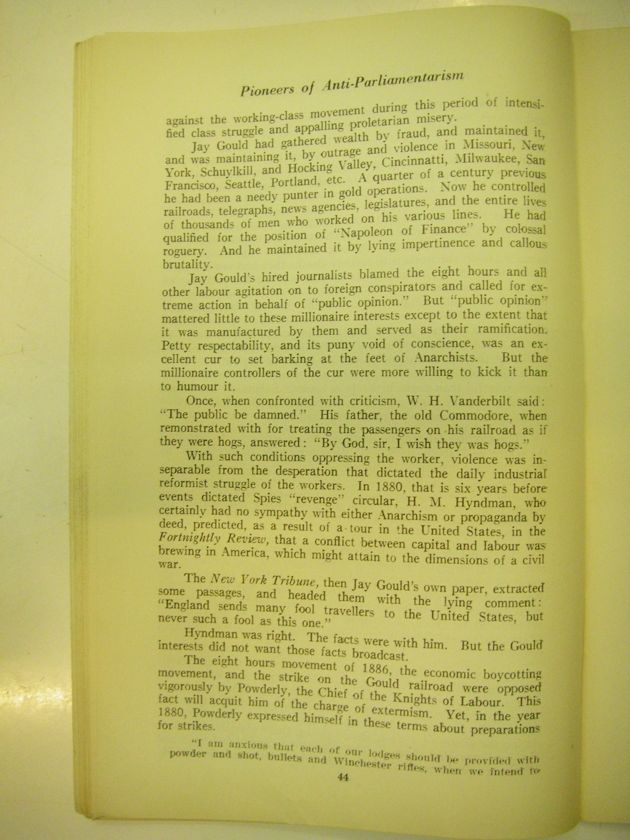 Pioneers of Anti-Parliamentarism
against the working-class movement during this period of intensi-
fied class struggle and appalling proletarian misery.
Jay Gould had gathered wealth by fraud, and maintained it,
and was maintaining it, by outrage and violence in Missouri, New
York, Schuylkill, and Hocking Valley, Cincinnatti, Milwaukee, San
Francisco, Seattle, Portland, etc. A quarter of a century previous
he had been a needy punter in gold operations. Now he controlled
railroads, telegraphs, news agencies, legislatures, and the entire lives
of thousands of men who worked on his various lines. He had
qualified for the position of "Napoleon of Finance" by colossal
roguery. And he maintained it by lying impertinence and callous
brutality.
Jay Gould's hired journalists blamed the eight hours and all
other labour agitation on to foreign conspirators and called for ex-
treme action in behalf of "public opinion." But "public opinion"
mattered little to these millionaire interests except to the extent that
it was manufactured by them and served as their ramification.
Petty respectability, and its puny void of conscience, was an ex-
cellent cur to set barking at the feet of Anarchists. But the
millionaire controllers of the cur were more willing to kick it than
to humour it.
Once, when confronted with criticism, W. H. Vanderbilt said:
"The public be damned." His father, the old Commodore, when
remonstrated with for treating the passengers on his railroad as if
they were hogs, answered: "By God, sir, I wish they was hogs."
With such conditions oppressing the worker, violence was in-
separable from the desperation that dictated the daily industrial
reformist struggle of the workers. In 1880, that is six years before
events dictated Spies "revenge" circular, H. M. Hyndman, who
certainly had no sympathy with either Anarchism or propaganda by
deed, predicted, as a result of a tour in the United States, in the
Fortnightly Review, that a conflict between capital and labour was
brewing in America, which might attain to the dimensions of a civil
war.
The New York Tribune, then Jay Gould's own paper, extracted
some passages, and headed them with the lying comment:
"England sends many fool travellers to the United States, but
never such a fool as this one."
Hyndman was right. The facts were with him. But the Gould
interests did not want those facts broadcast.
The eight hours movement of 1886, the economic boycotting
movement, and the strike on the Gould railroad were opposed
vigorously by Powderly, the Chief of the Knights of Labour. This
fact will acquit him of the charge of extermism. Yet, in the year
1880, Powderly expressed himself in these terms about preparations
for strikes.
"I am anxious that each of our lodges should be provided with
powder and shot, bullets and Winchester rifles, when we intend to
44